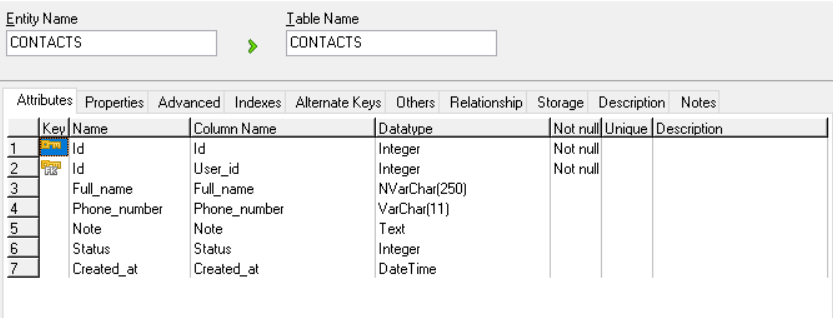 Entity Name Table Name
CONTACTS CONTACTS
Attributes Properties Advanced Indexes Alternate Keys Others Relationship Storage Description Notes
Key Name Column Name Datatype Not null Unique Description
1 Id Id Integer Not null
2 FK Id User_id Integer Not null
3 Full_name Full_name NVarChar(250)
4 Phone_number Phone_number VarChar(11)
5 Note Note Text
6 Status Status Integer
7 Created_at Created_at DateTime